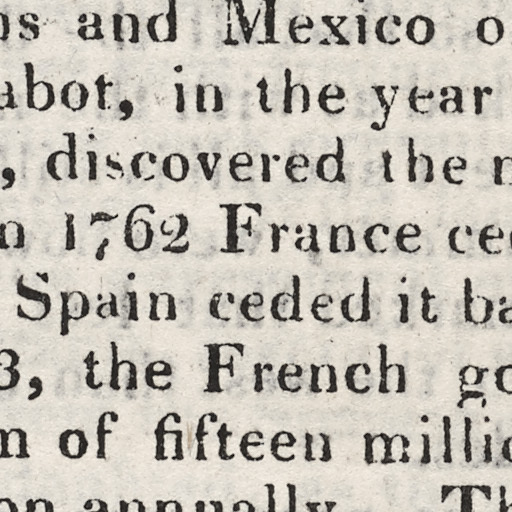 ns and Mexico o
abot, in the year
, discovered the n
n 1762 France ce
Spain ceded it ba
3, the French go
m of fifteen millio
on annually. Th